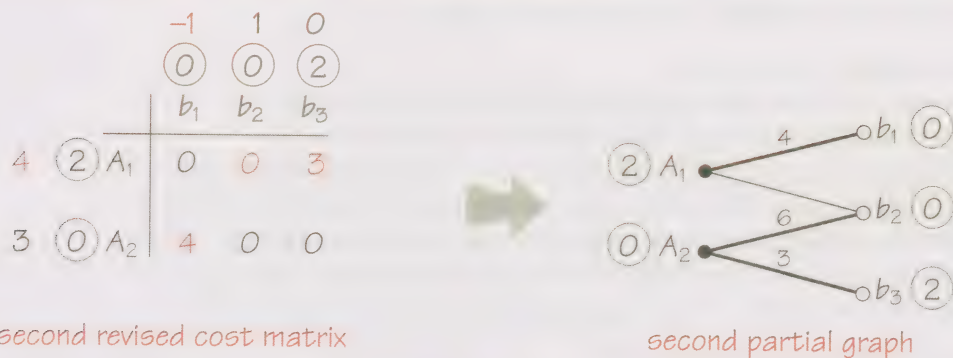 −1 1 0
0 0 2
b₁ b₂ b₃
4 2 A₁ 0 0 3
3 0 A₂ 4 0 0
second revised cost matrix
4 b₁ 0
2 A₁
6 b₂ 0
0 A₂
3
b₃ 2
second partial graph